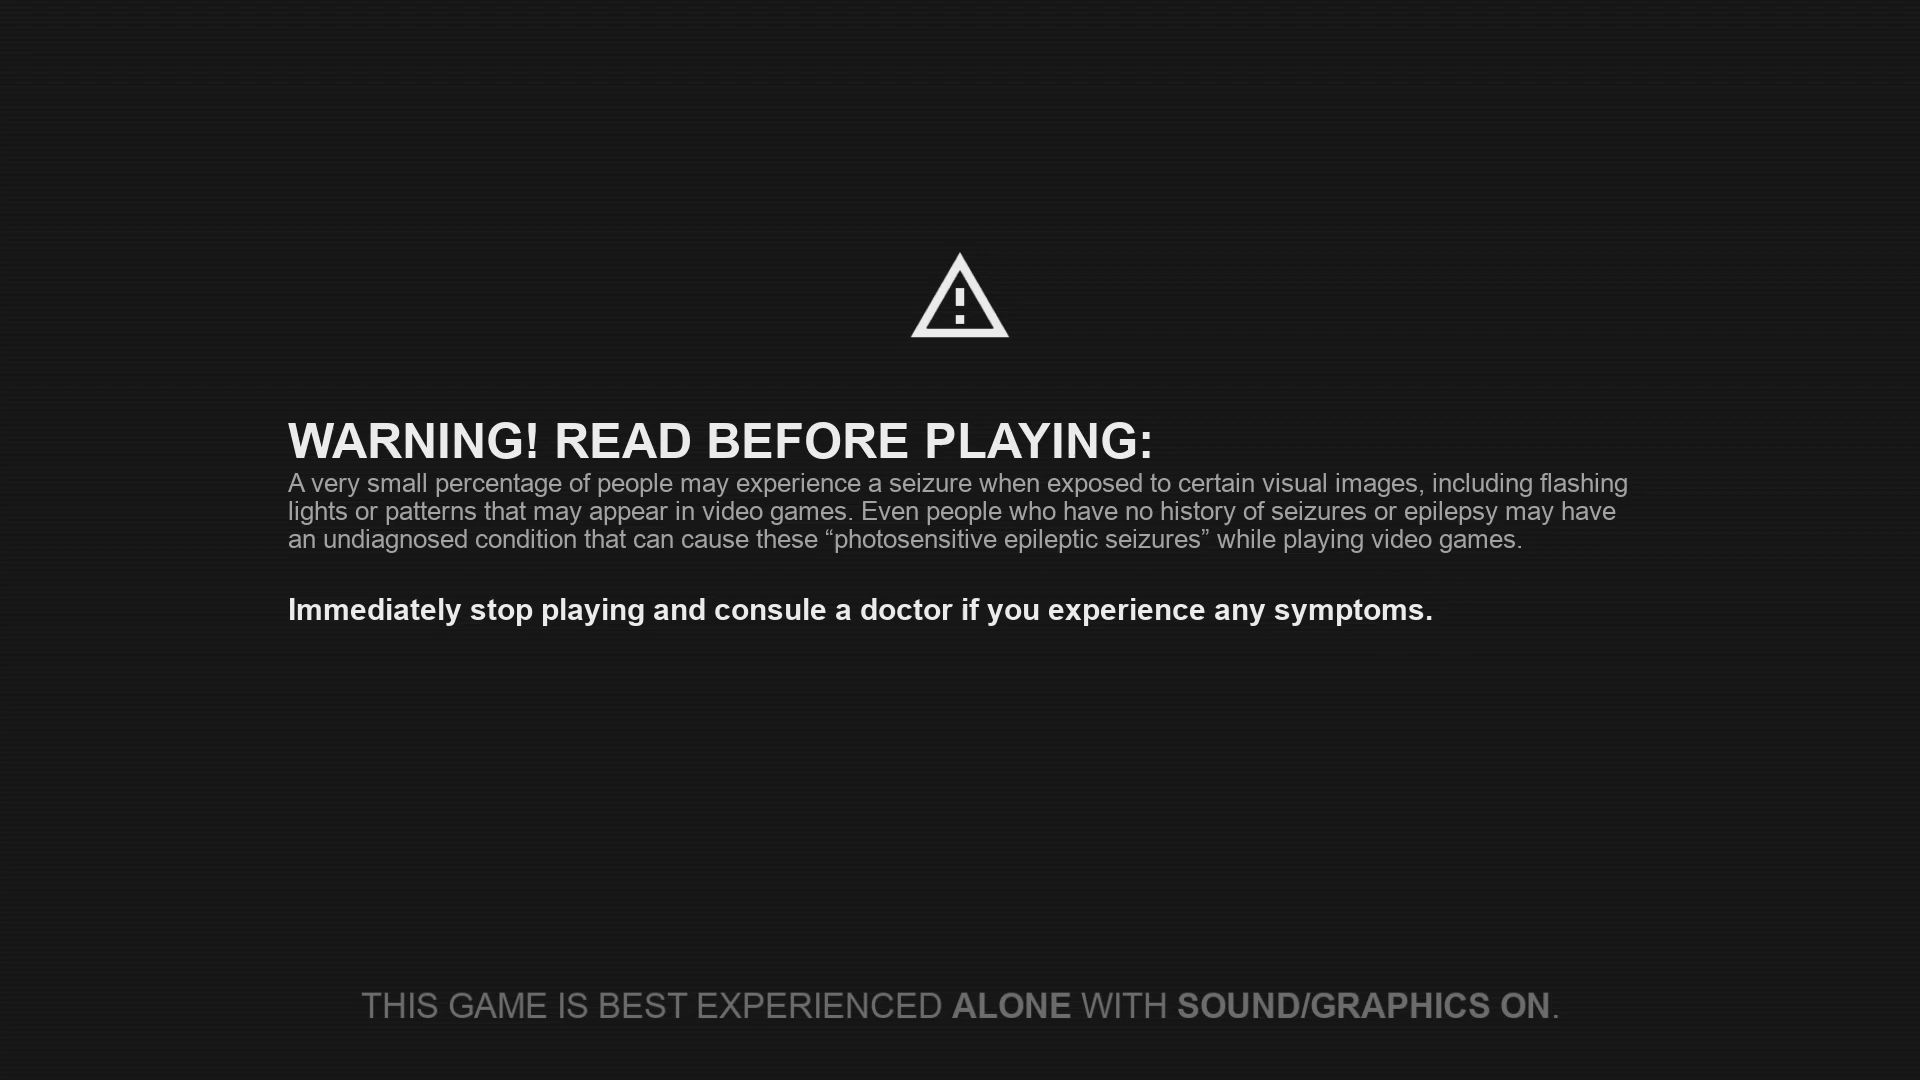 WARNING! READ BEFORE PLAYING:
A very small percentage of people may experience a seizure when exposed to certain visual images, including flashing
lights or patterns that may appear in video games. Even people who have no history of seizures or epilepsy may have
an undiagnosed condition that can cause these “photosensitive epileptic seizures” while playing video games.
Immediately stop playing and consule a doctor if you experience any symptoms.
THIS GAME IS BEST EXPERIENCED ALONE WITH SOUND/GRAPHICS ON.